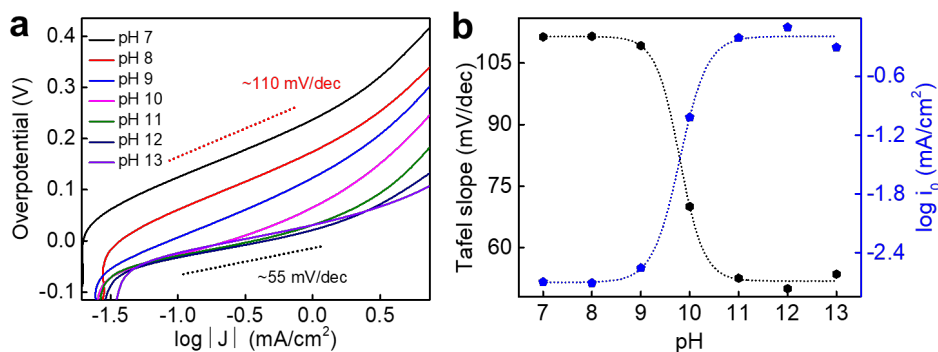 a
Overpotential (V)
0.4
0.3
0.2
0.1
0.0
-0.1
pH 7
pH 8
pH 9
pH 10
pH 11
pH 12
pH 13
~110 mV/dec
~55 mV/dec
-1.5 -1.0 -0.5 0.0 0.5
log |J| (mA/cm²)
b
Tafel slope (mV/dec)
105
90
75
60
7 8 9 10 11 12 13
pH
-0.6
-1.2
-1.8
-2.6
log i₀ (mA/cm²)